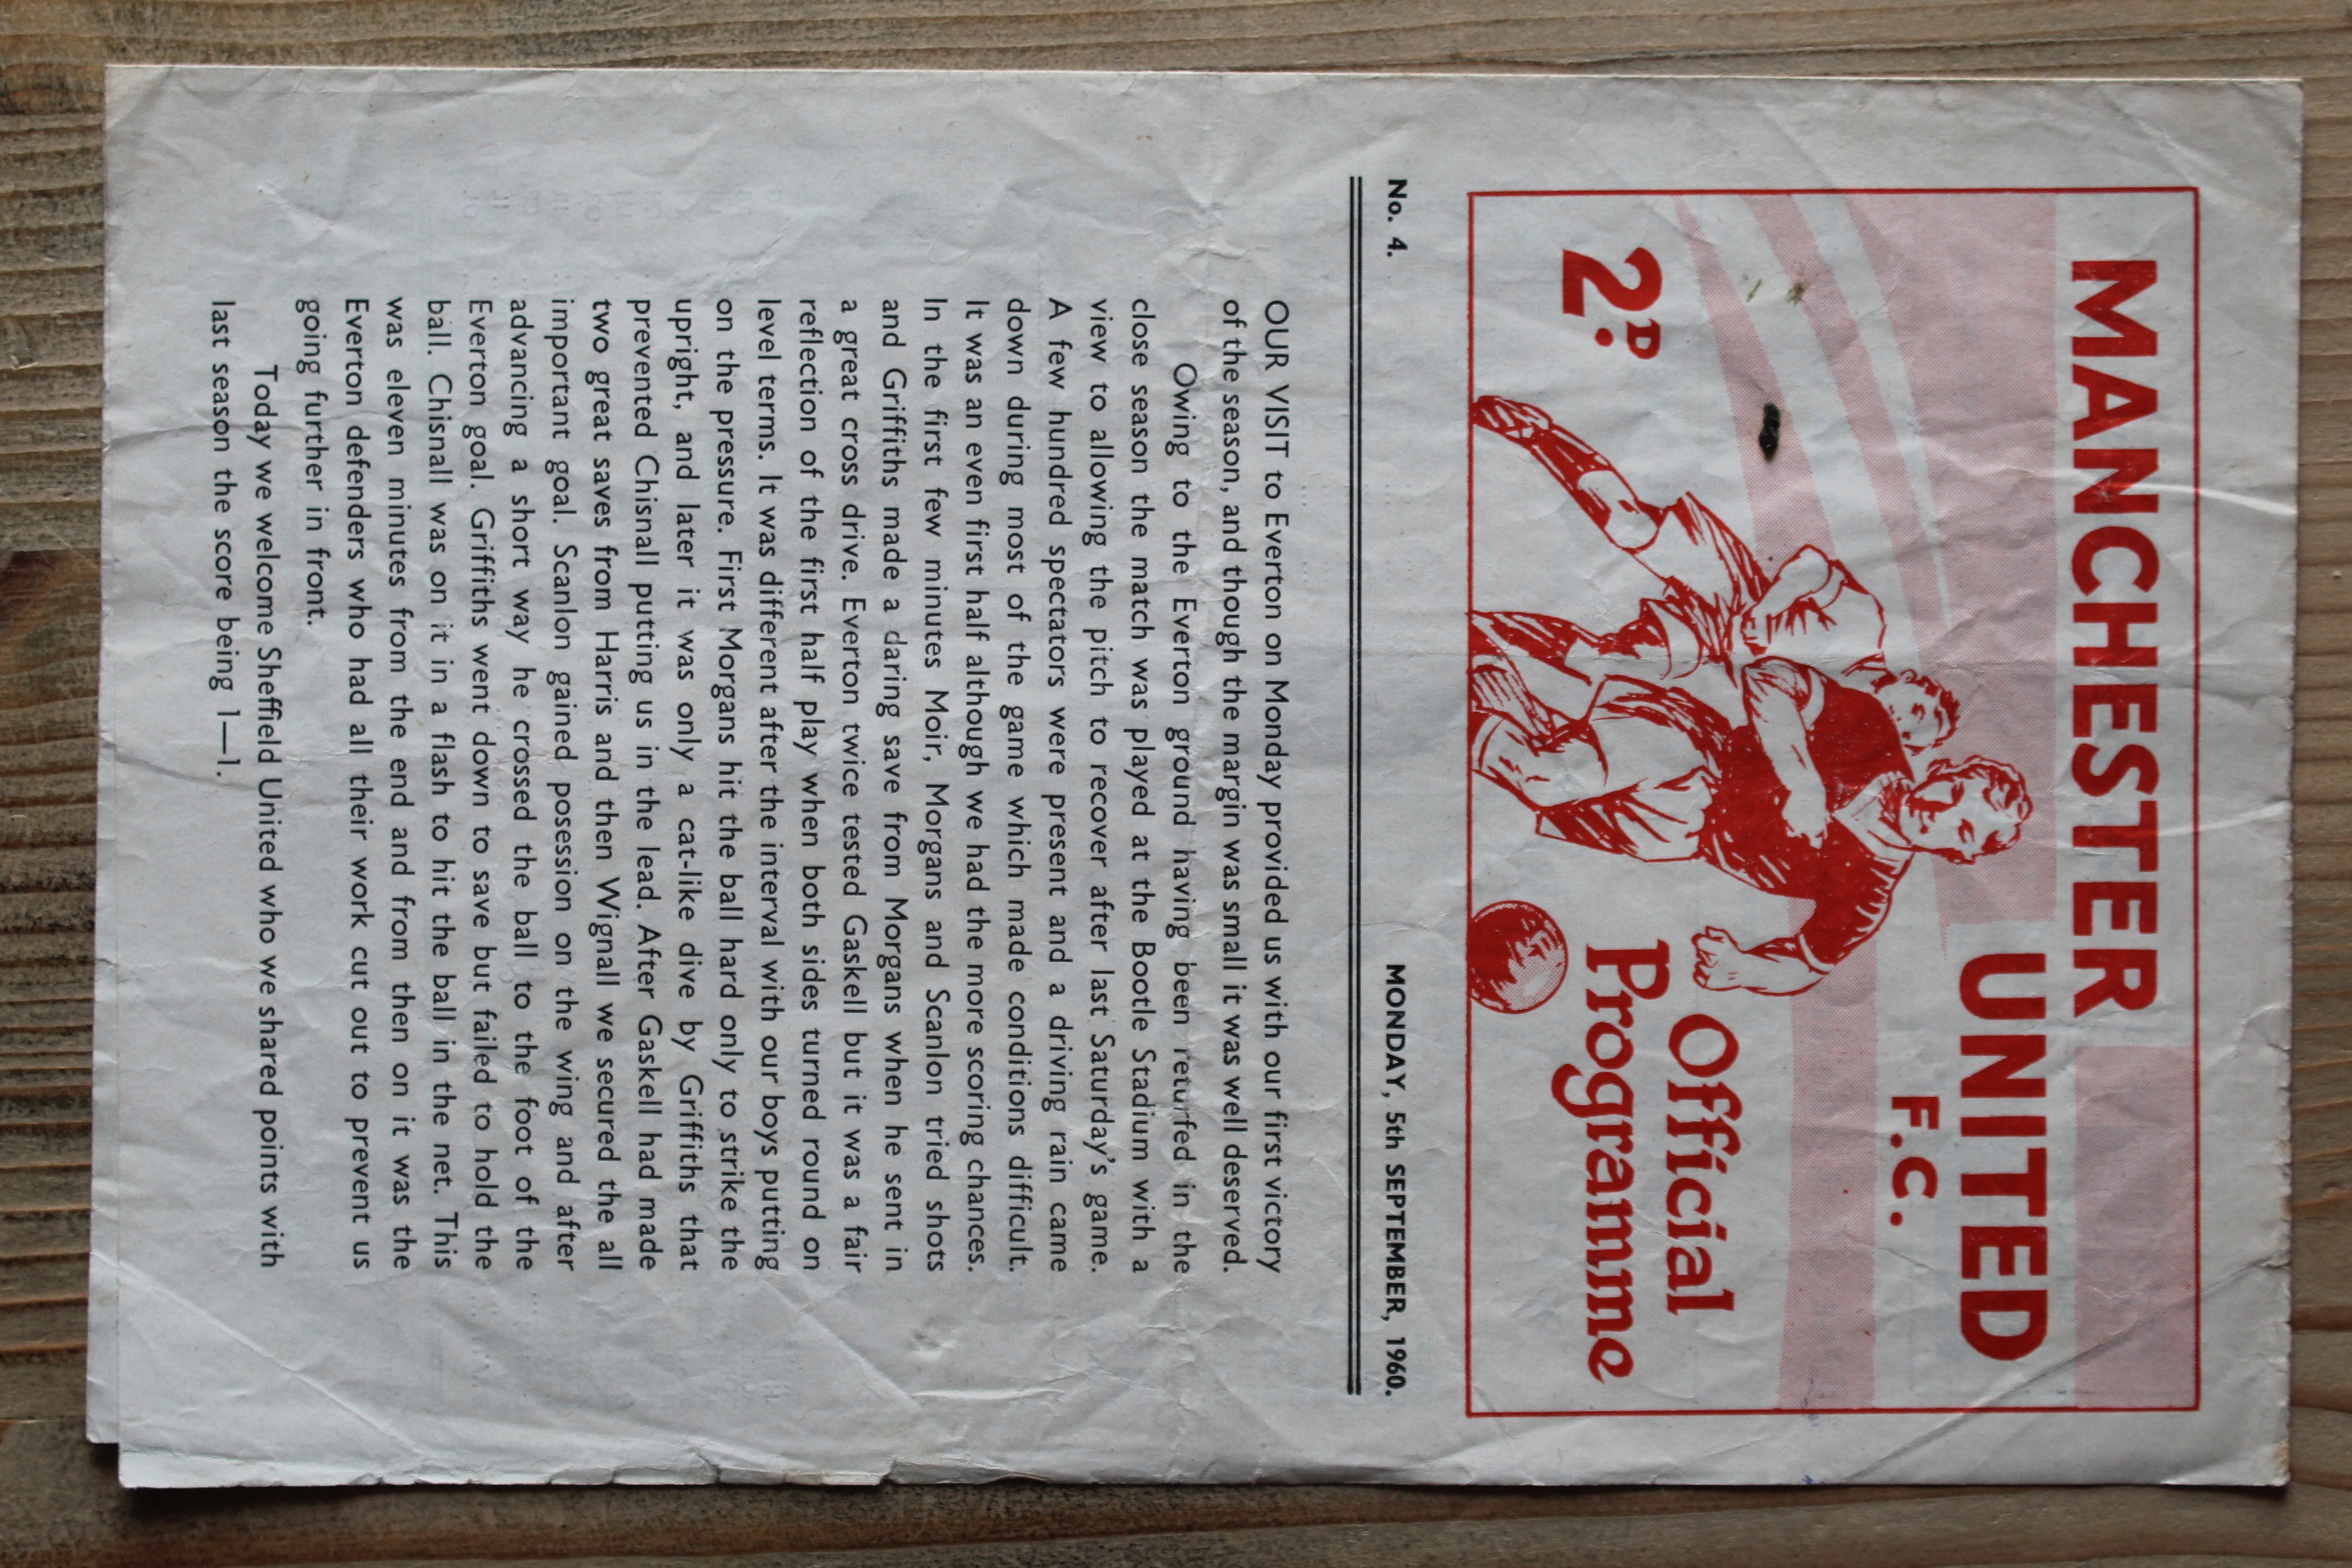 MANCHESTER
UNITED
F.C.
Official
Programme
2D.
No. 4. MONDAY, 5th SEPTEMBER, 1960.
OUR VISIT to Everton on Monday provided us with our first victory
of the season, and though the margin was small it was well deserved.
Owing to the Everton ground having been returfed in the
close season the match was played at the Bootle Stadium with a
view to allowing the pitch to recover after last Saturday's game.
A few hundred spectators were present and a driving rain came
down during most of the game which made conditions difficult.
It was an even first half although we had the more scoring chances.
In the first few minutes Moir, Morgans and Scanlon tried shots
and Griffiths made a daring save from Morgans when he sent in
a great cross drive. Everton twice tested Gaskell but it was a fair
reflection of the first half play when both sides turned round on
level terms. It was different after the interval with our boys putting
on the pressure. First Morgans hit the ball hard only to strike the
upright, and later it was only a cat-like dive by Griffiths that
prevented Chisnall putting us in the lead. After Gaskell had made
two great saves from Harris and then Wignall we secured the all
important goal. Scanlon gained posession on the wing and after
advancing a short way he crossed the ball to the foot of the
Everton goal. Griffiths went down to save but failed to hold the
ball. Chisnall was on it in a flash to hit the ball in the net. This
was eleven minutes from the end and from then on it was the
Everton defenders who had all their work cut out to prevent us
going further in front.
Today we welcome Sheffield United who we shared points with
last season the score being 1—1.